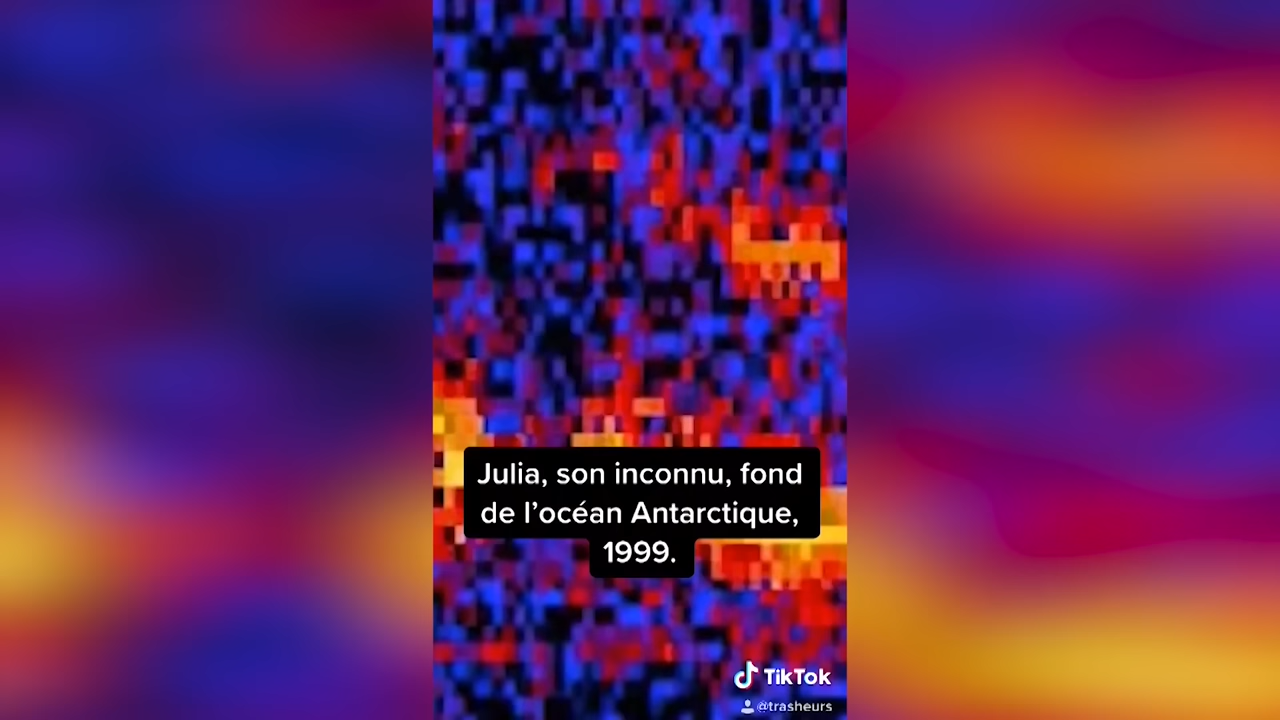 Julia, son inconnu, fond
de l’océan Antarctique,
1999.
TikTok
@trasheurs